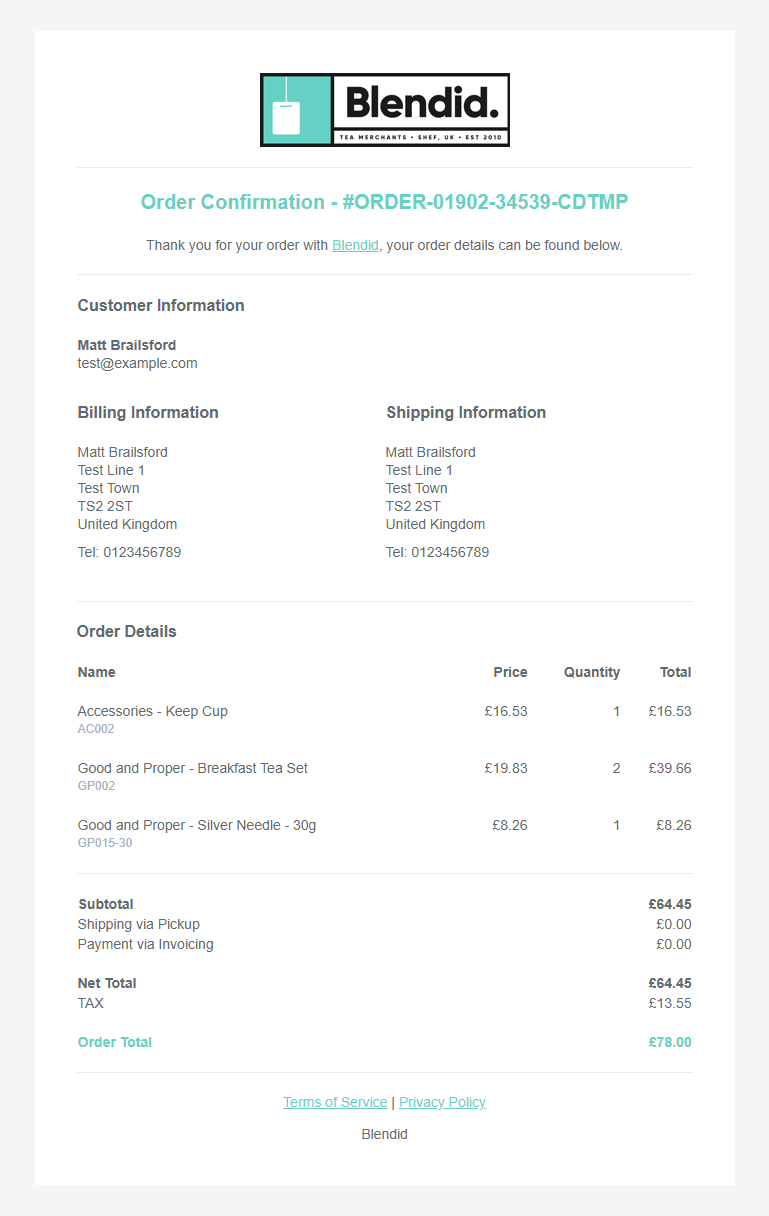 Blendid.
TEA MERCHANTS • SHEF, UK • EST 2010
Order Confirmation - #ORDER-01902-34539-CDTMP
Thank you for your order with Blendid, your order details can be found below.
Customer Information
Matt Brailsford
test@example.com
Billing Information Shipping Information
Matt Brailsford Matt Brailsford
Test Line 1 Test Line 1
Test Town Test Town
TS2 2ST TS2 2ST
United Kingdom United Kingdom
Tel: 0123456789 Tel: 0123456789
Order Details
Name Price Quantity Total
Accessories - Keep Cup £16.53 1 £16.53
AC002
Good and Proper - Breakfast Tea Set £19.83 2 £39.66
GP002
Good and Proper - Silver Needle - 30g £8.26 1 £8.26
GP015-30
Subtotal £64.45
Shipping via Pickup £0.00
Payment via Invoicing £0.00
Net Total £64.45
TAX £13.55
Order Total £78.00
Terms of Service | Privacy Policy
Blendid